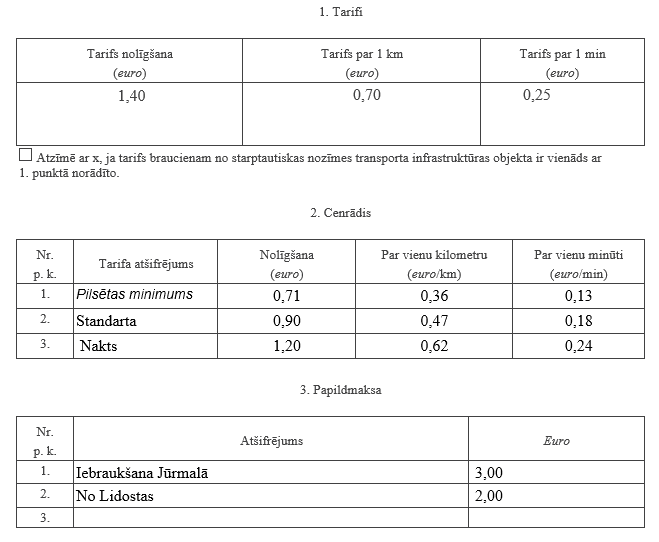 1. Tarifi
Tarifs nolīgšana
(euro)
Tarifs par 1 km
(euro)
Tarifs par 1 min
(euro)
1,40
0,70
0,25
Atzīmē ar x, ja tarifs braucienam no starptautiskas nozīmes transporta infrastruktūras objekta ir vienāds ar
1. punktā norādīto.
2. Cenrādis
Nr.
p. k.
Tarifa atšifrējums
Nolīgšana
(euro)
Par vienu kilometru
(euro/km)
Par vienu minūti
(euro/min)
1.
Pilsētas minimums
0,71
0,36
0,13
2.
Standarta
0,90
0,47
0,18
3.
Nakts
1,20
0,62
0,24
3. Papildmaksa
Nr.
p. k.
Atšifrējums
Euro
1.
Iebraukšana Jūrmalā
3,00
2.
No Lidostas
2,00
3.